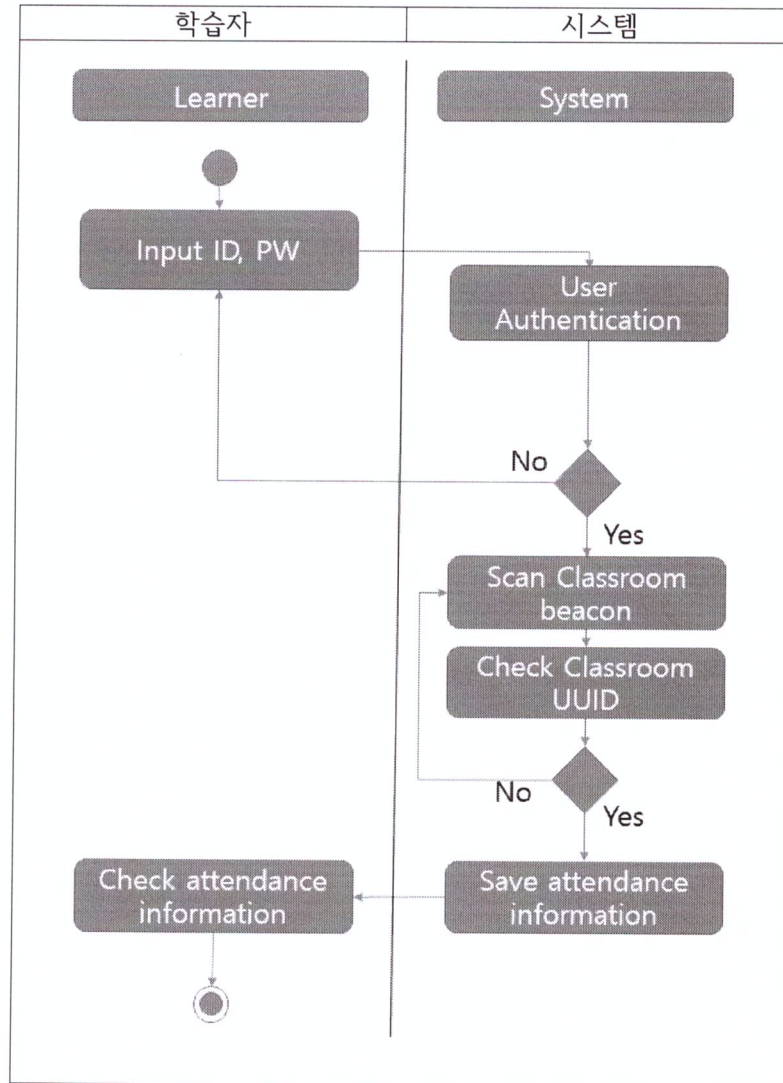 학습자
시스템
Learner
System
Input ID, PW
User
Authentication
No
Yes
Scan Classroom
beacon
Check Classroom
UUID
No
Yes
Check attendance
information
Save attendance
information